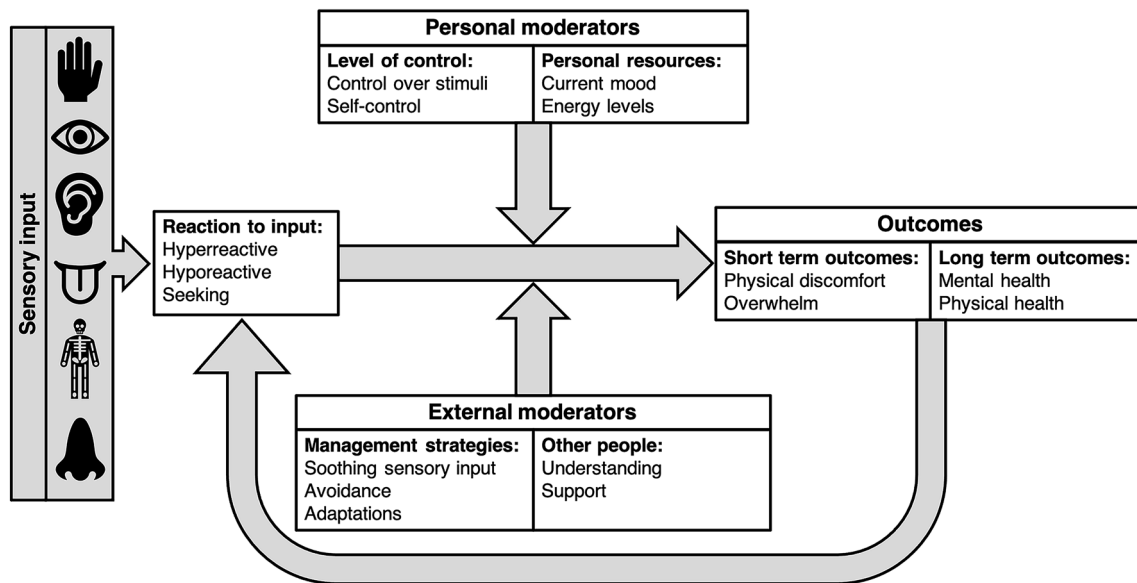 Sensory input
Personal moderators
Level of control:
Control over stimuli
Self-control
Personal resources:
Current mood
Energy levels
Reaction to input:
Hyperreactive
Hyporeactive
Seeking
Outcomes
Short term outcomes:
Physical discomfort
Overwhelm
Long term outcomes:
Mental health
Physical health
External moderators
Management strategies:
Soothing sensory input
Avoidance
Adaptations
Other people:
Understanding
Support